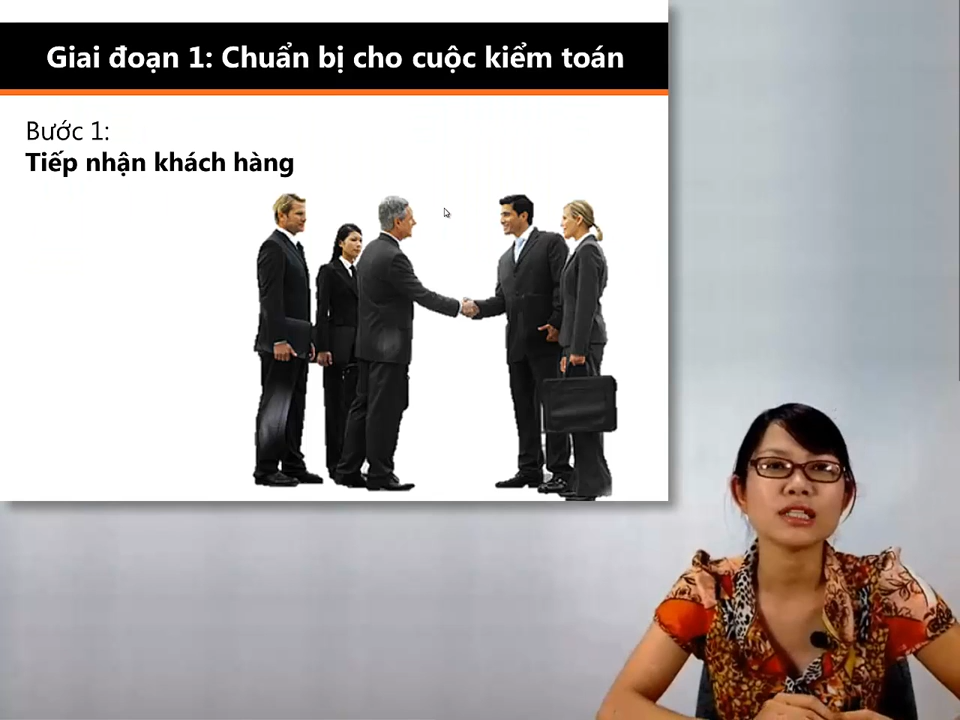 Giai đoạn 1: Chuẩn bị cho cuộc kiểm toán
Bước 1:
Tiếp nhận khách hàng